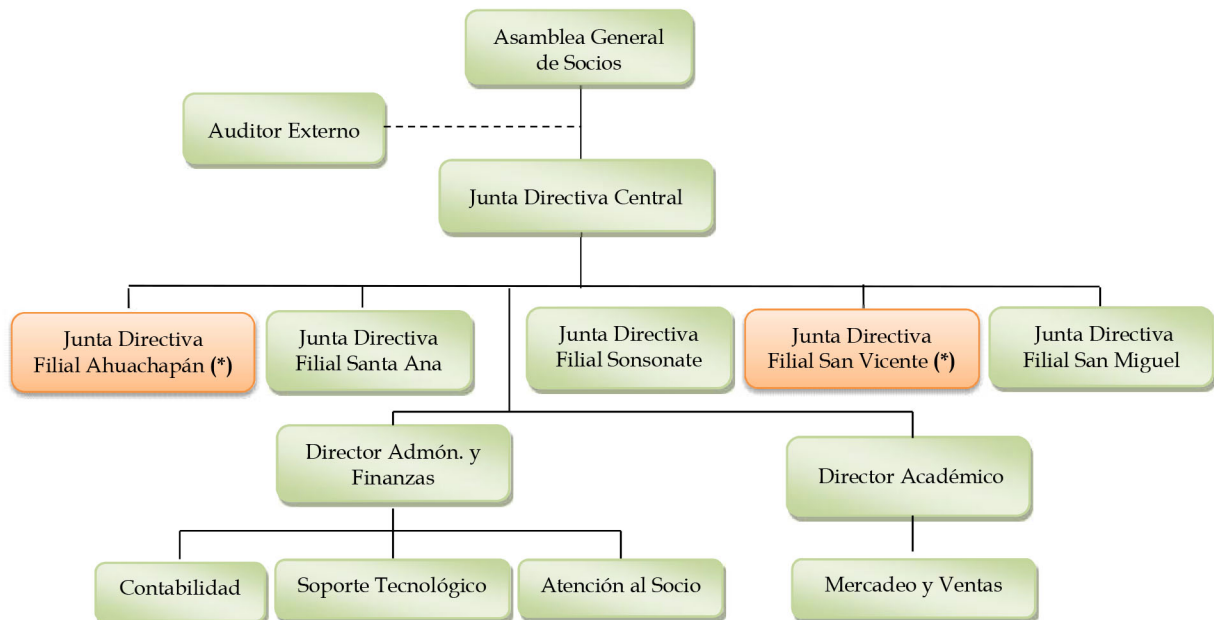 Asamblea General
de Socios
Auditor Externo
Junta Directiva Central
Junta Directiva
Filial Ahuachapán (*)
Junta Directiva
Filial Santa Ana
Junta Directiva
Filial Sonsonate
Junta Directiva
Filial San Vicente (*)
Junta Directiva
Filial San Miguel
Director Admón. y
Finanzas
Director Académico
Contabilidad
Soporte Tecnológico
Atención al Socio
Mercadeo y Ventas